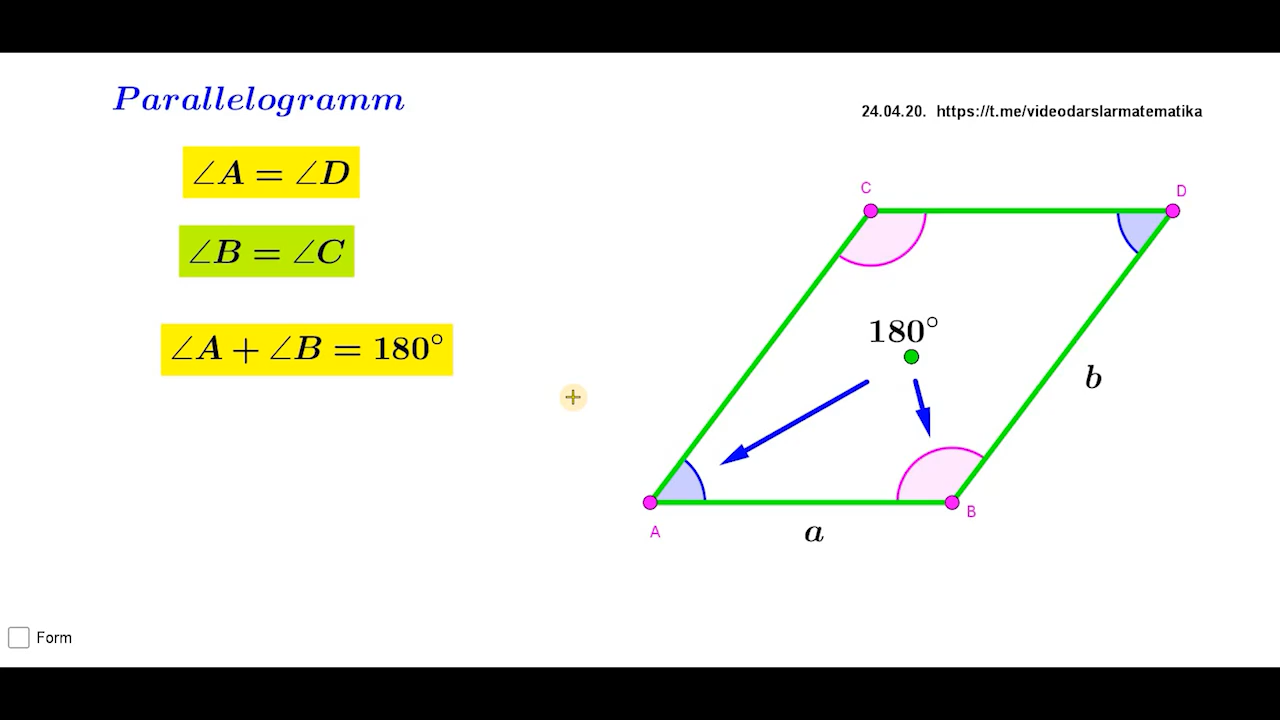 Parallelogramm
24.04.20. https://t.me/videodarslarmatematika
∠A = ∠D
∠B = ∠C
∠A + ∠B = 180°
C
D
180°
b
A
B
a
Form